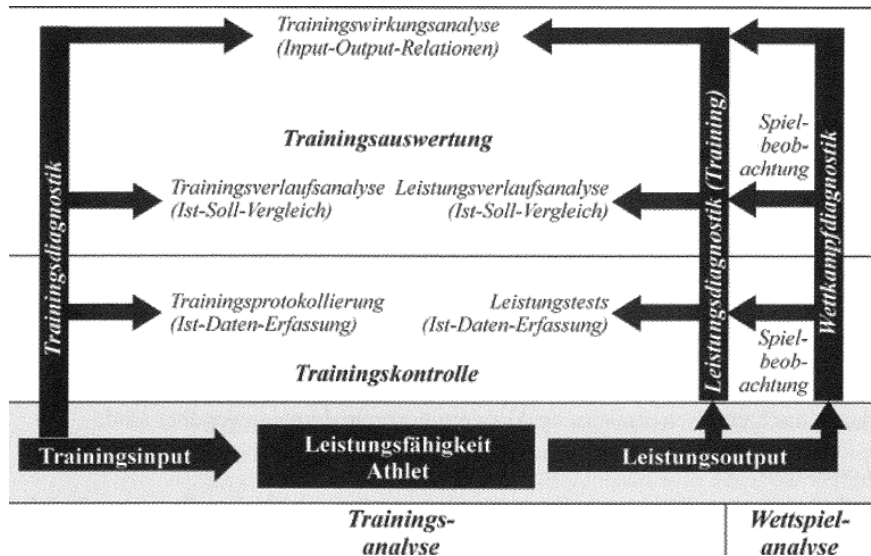 Trainingswirkungsanalyse
(Input-Output-Relationen)
Trainingsauswertung
Spiel-
beob-
achtung
Trainingsverlaufsanalyse
(Ist-Soll-Vergleich)
Leistungsverlaufsanalyse
(Ist-Soll-Vergleich)
Trainingsdiagnostik
Leistungsdiagnostik (Training)
Wettkampfdiagnostik
Trainingsprotokollierung
(Ist-Daten-Erfassung)
Leistungstests
(Ist-Daten-Erfassung)
Spiel-
beob-
achtung
Trainingskontrolle
Trainingsinput
Leistungsfähigkeit
Athlet
Leistungsoutput
Trainings-
analyse
Wettspiel-
analyse